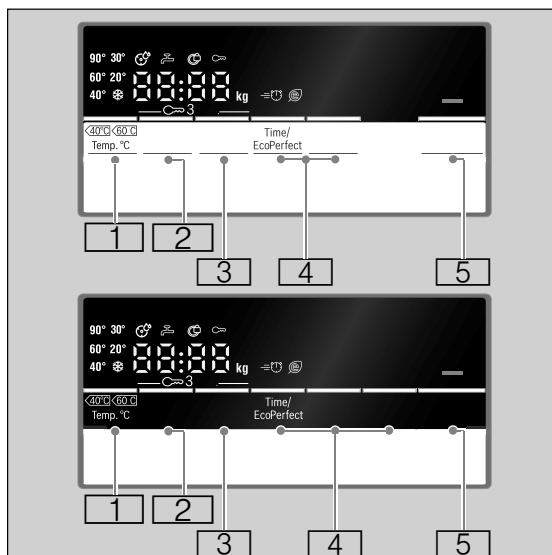 90° 30°
60° 20°
40° 88:88 kg
3
40°C 60 C
Temp. °C
Time/
EcoPerfect
1 2
3 4 5
90° 30°
60° 20°
40° 88:88 kg
3
40°C 60 C
Temp. °C
Time/
EcoPerfect
1 2
3 4 5